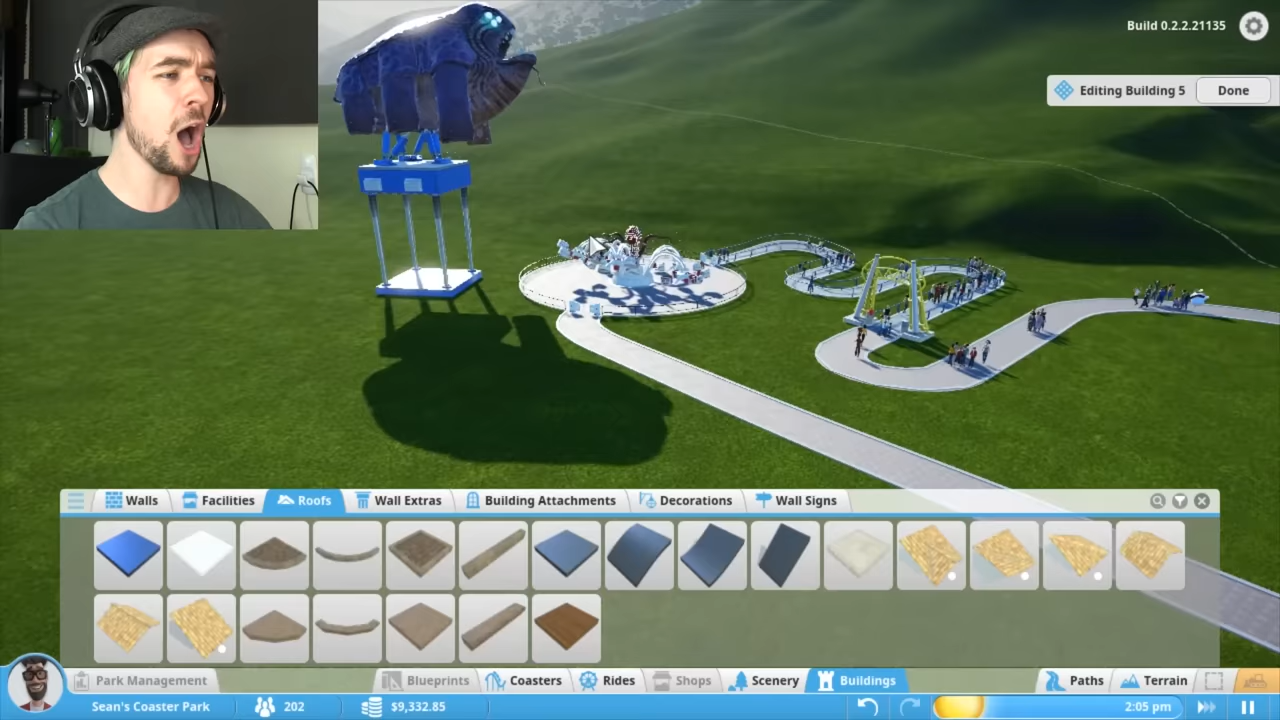 Build 0.2.2.21135
Editing Building 5 Done
Walls Facilities Roofs Wall Extras Building Attachments Decorations Wall Signs
Park Management Blueprints Coasters Rides Shops Scenery Buildings Paths Terrain
Sean's Coaster Park 202 $9,332.85 2:05 pm